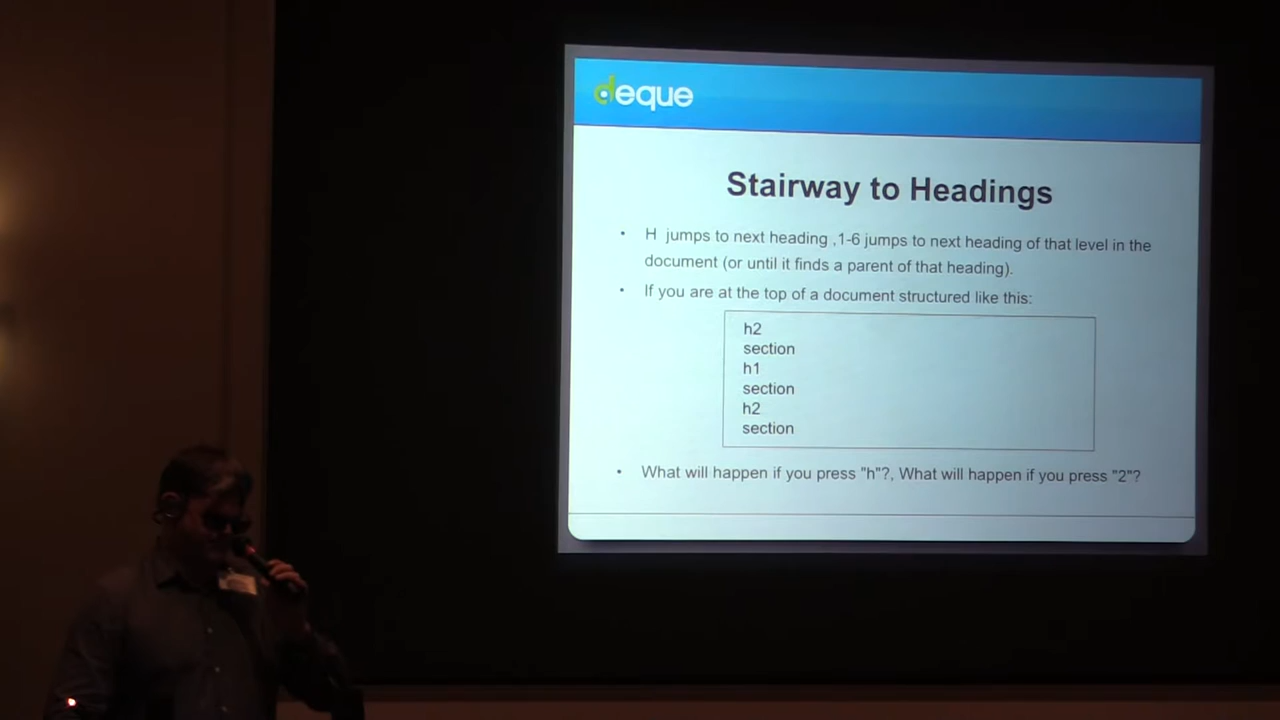 deque
Stairway to Headings
• H jumps to next heading ,1-6 jumps to next heading of that level in the
document (or until it finds a parent of that heading).
• If you are at the top of a document structured like this:
h2
section
h1
section
h2
section
• What will happen if you press "h"?, What will happen if you press "2"?